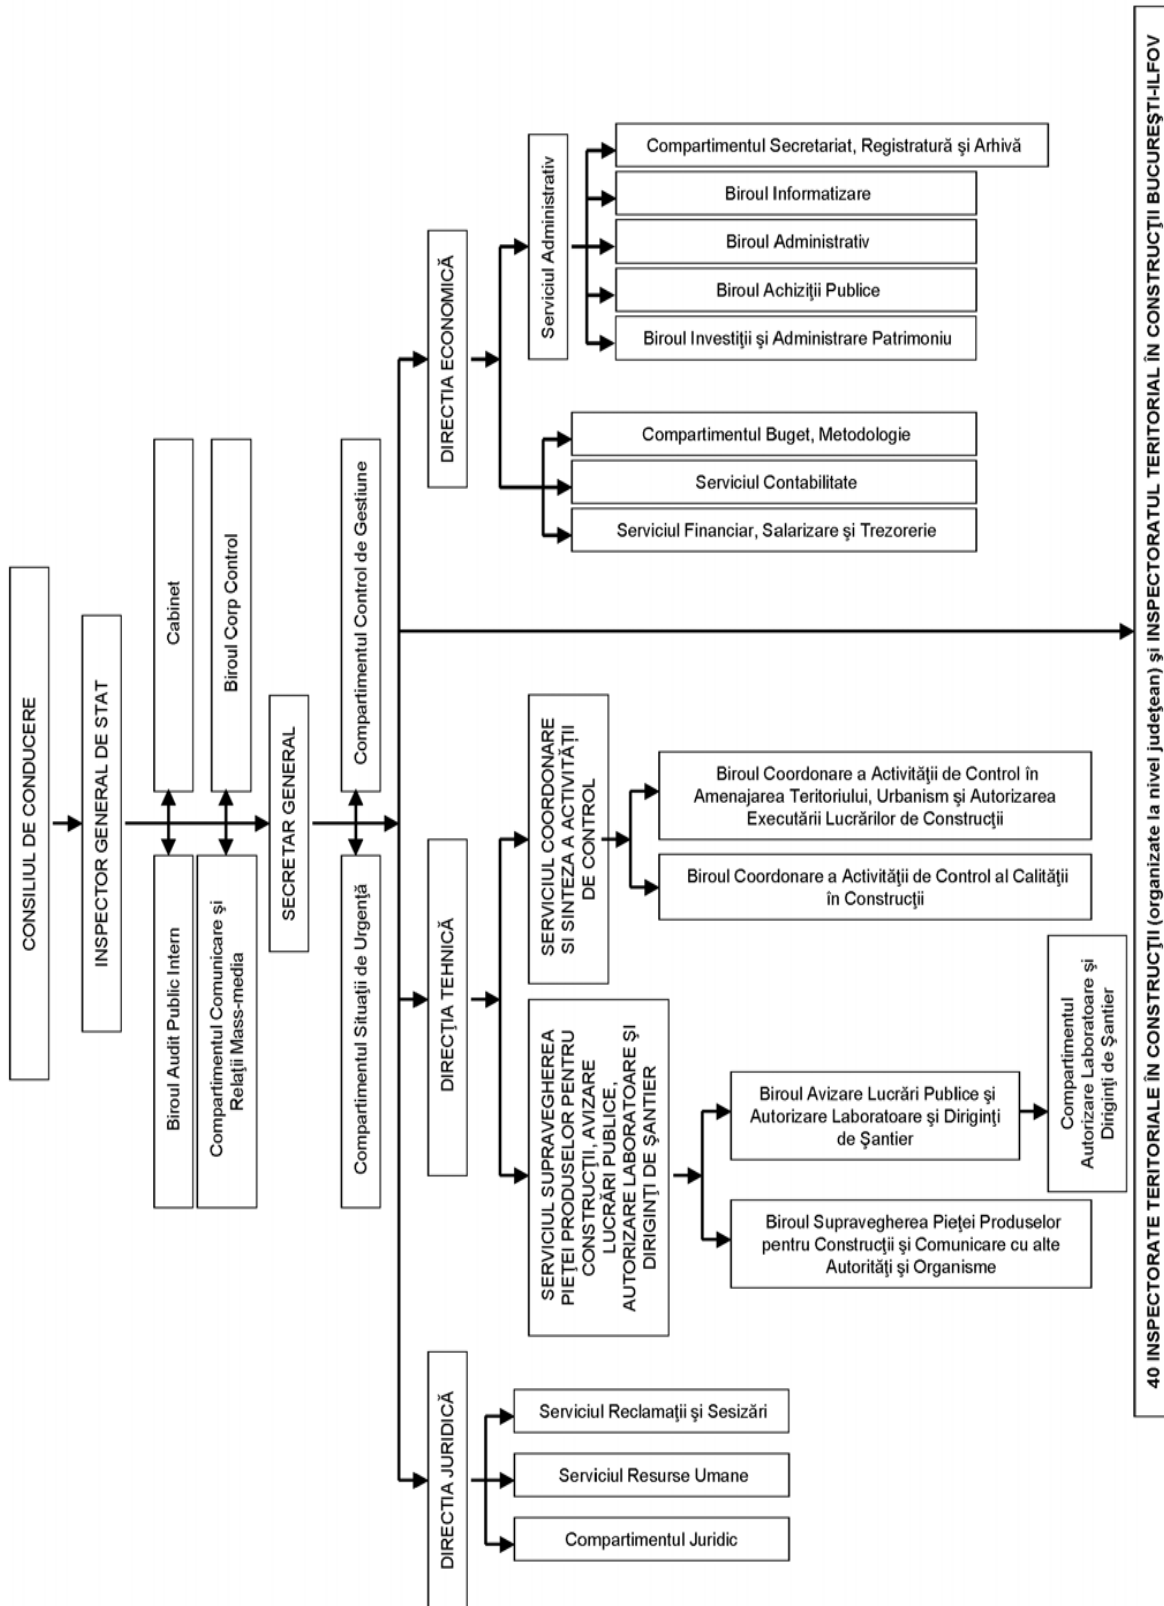 CONSILIUL DE CONDUCERE
INSPECTOR GENERAL DE STAT
Biroul Audit Public Intern
Cabinet
Compartimentul Comunicare şi
Relaţii Mass-media
Biroul Corp Control
SECRETAR GENERAL
Compartimentul Situaţii de Urgenţă
Compartimentul Control de Gestiune
DIRECTIA JURIDICĂ
Compartimentul Juridic
Serviciul Resurse Umane
Serviciul Reclamaţii şi Sesizări
DIRECŢIA TEHNICĂ
SERVICIUL SUPRAVEGHEREA
PIEŢEI PRODUSELOR PENTRU
CONSTRUCŢII, AVIZARE
LUCRĂRI PUBLICE,
AUTORIZARE LABORATOARE ŞI
DIRIGINŢI DE ŞANTIER
Biroul Supravegherea Pieţei Produselor
pentru Construcţii şi Comunicare cu alte
Autorităţi şi Organisme
Biroul Avizare Lucrări Publice şi
Autorizare Laboratoare şi Diriginţi
de Şantier
Compartimentul
Autorizare Laboratoare şi
Diriginţi de Şantier
SERVICIUL COORDONARE
SI SINTEZA A ACTIVITĂȚII
DE CONTROL
Biroul Coordonare a Activităţii de Control al Calităţii
în Construcţii
Biroul Coordonare a Activităţii de Control în
Amenajarea Teritoriului, Urbanism şi Autorizarea
Executării Lucrărilor de Construcţii
DIRECTIA ECONOMICĂ
Serviciul Financiar, Salarizare şi Trezorerie
Serviciul Contabilitate
Compartimentul Buget, Metodologie
Serviciul Administrativ
Biroul Investiţii şi Administrare Patrimoniu
Biroul Achiziţii Publice
Biroul Administrativ
Biroul Informatizare
Compartimentul Secretariat, Registratură şi Arhivă
40 INSPECTORATE TERITORIALE ÎN CONSTRUCŢII (organizate la nivel judeţean) şi INSPECTORATUL TERITORIAL ÎN CONSTRUCŢII BUCUREŞTI-ILFOV